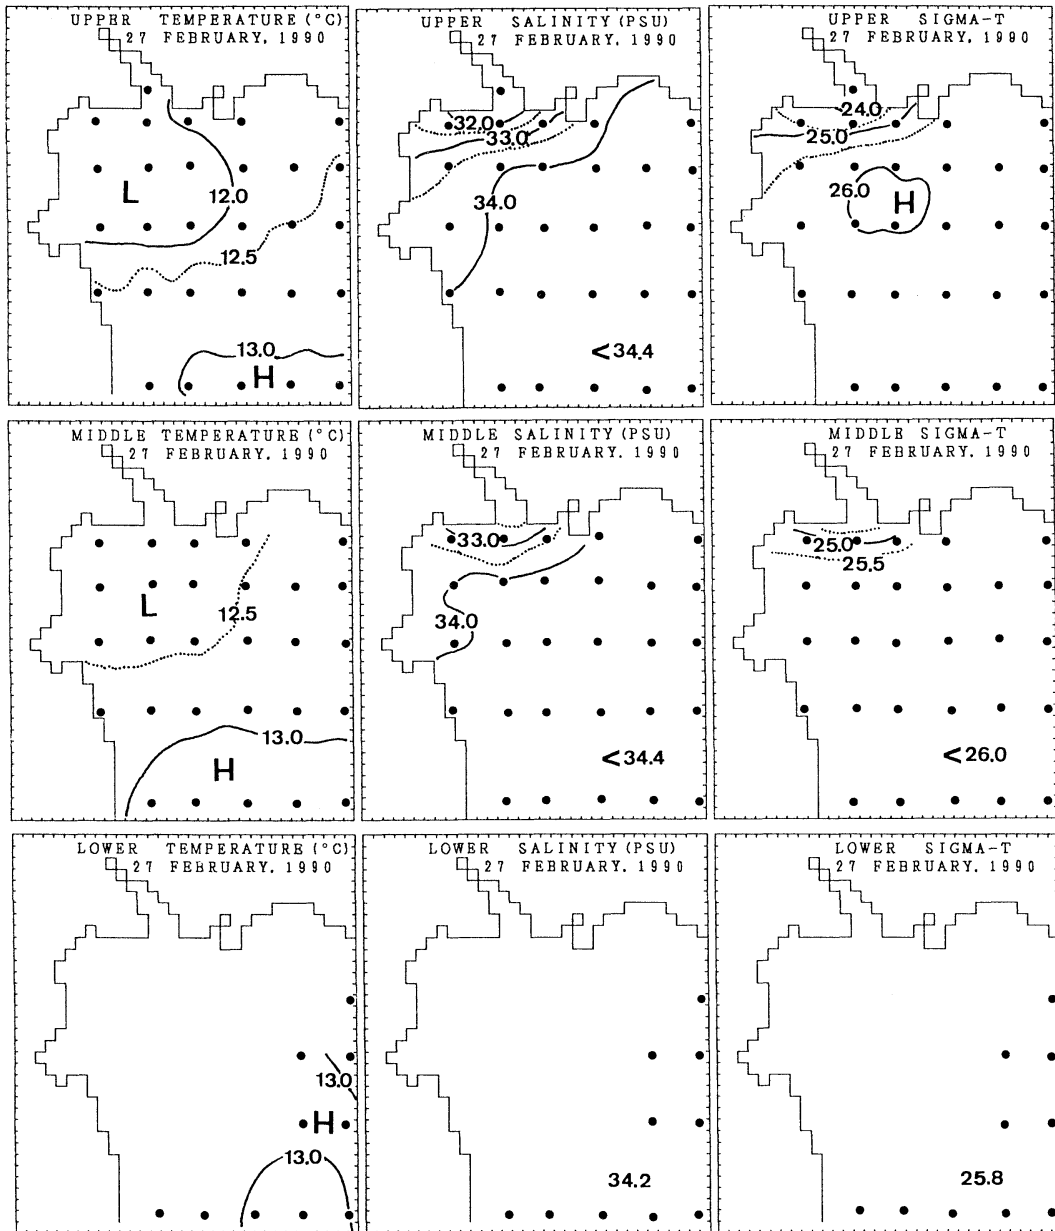 UPPER TEMPERATURE (°C)
27 FEBRUARY, 1990
12.0
L
12.5
13.0
H
UPPER SALINITY (PSU)
27 FEBRUARY, 1990
32.0
33.0
34.0
<34.4
UPPER SIGMA-T
27 FEBRUARY, 1990
24.0
25.0
26.0
H
MIDDLE TEMPERATURE (°C)
27 FEBRUARY, 1990
L
12.5
13.0
H
MIDDLE SALINITY (PSU)
27 FEBRUARY, 1990
33.0
34.0
<34.4
MIDDLE SIGMA-T
27 FEBRUARY, 1990
25.0
25.5
<26.0
LOWER TEMPERATURE (°C)
27 FEBRUARY, 1990
13.0
H
13.0
LOWER SALINITY (PSU)
27 FEBRUARY, 1990
34.2
LOWER SIGMA-T
27 FEBRUARY, 1990
25.8